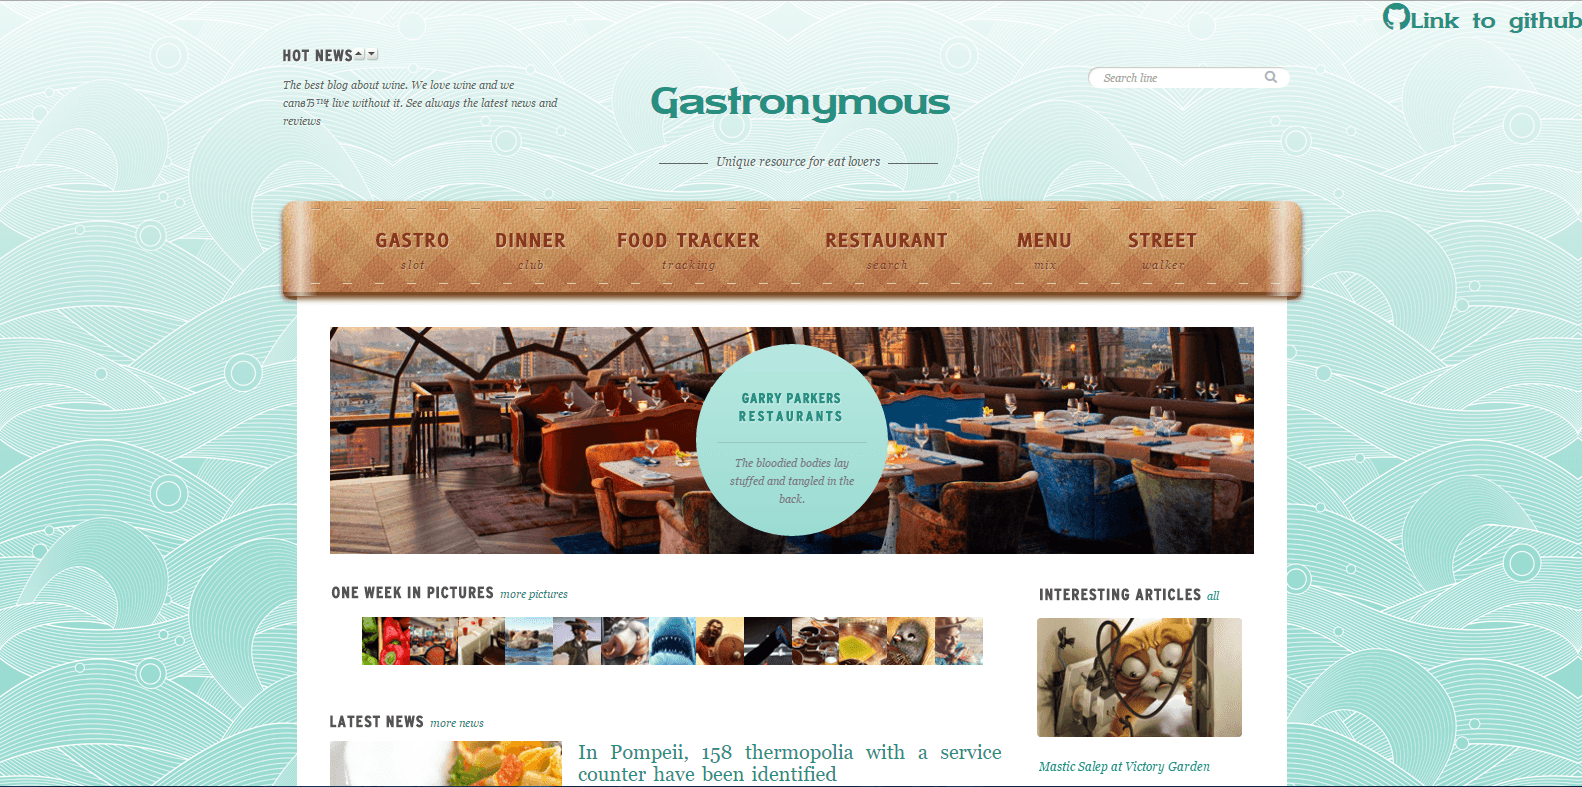 Link to github
HOT NEWS
The best blog about wine. We love wine and we
canвЂ™t live without it. See always the latest news and
reviews
Gastronymous
Unique resource for eat lovers
Search line
GASTRO
slot
DINNER
club
FOOD TRACKER
tracking
RESTAURANT
search
MENU
mix
STREET
walker
GARRY PARKERS
RESTAURANTS
The bloodied bodies lay
stuffed and tangled in the
back.
ONE WEEK IN PICTURES more pictures
INTERESTING ARTICLES all
LATEST NEWS more news
In Pompeii, 158 thermopolia with a service
counter have been identified
Mastic Salep at Victory Garden